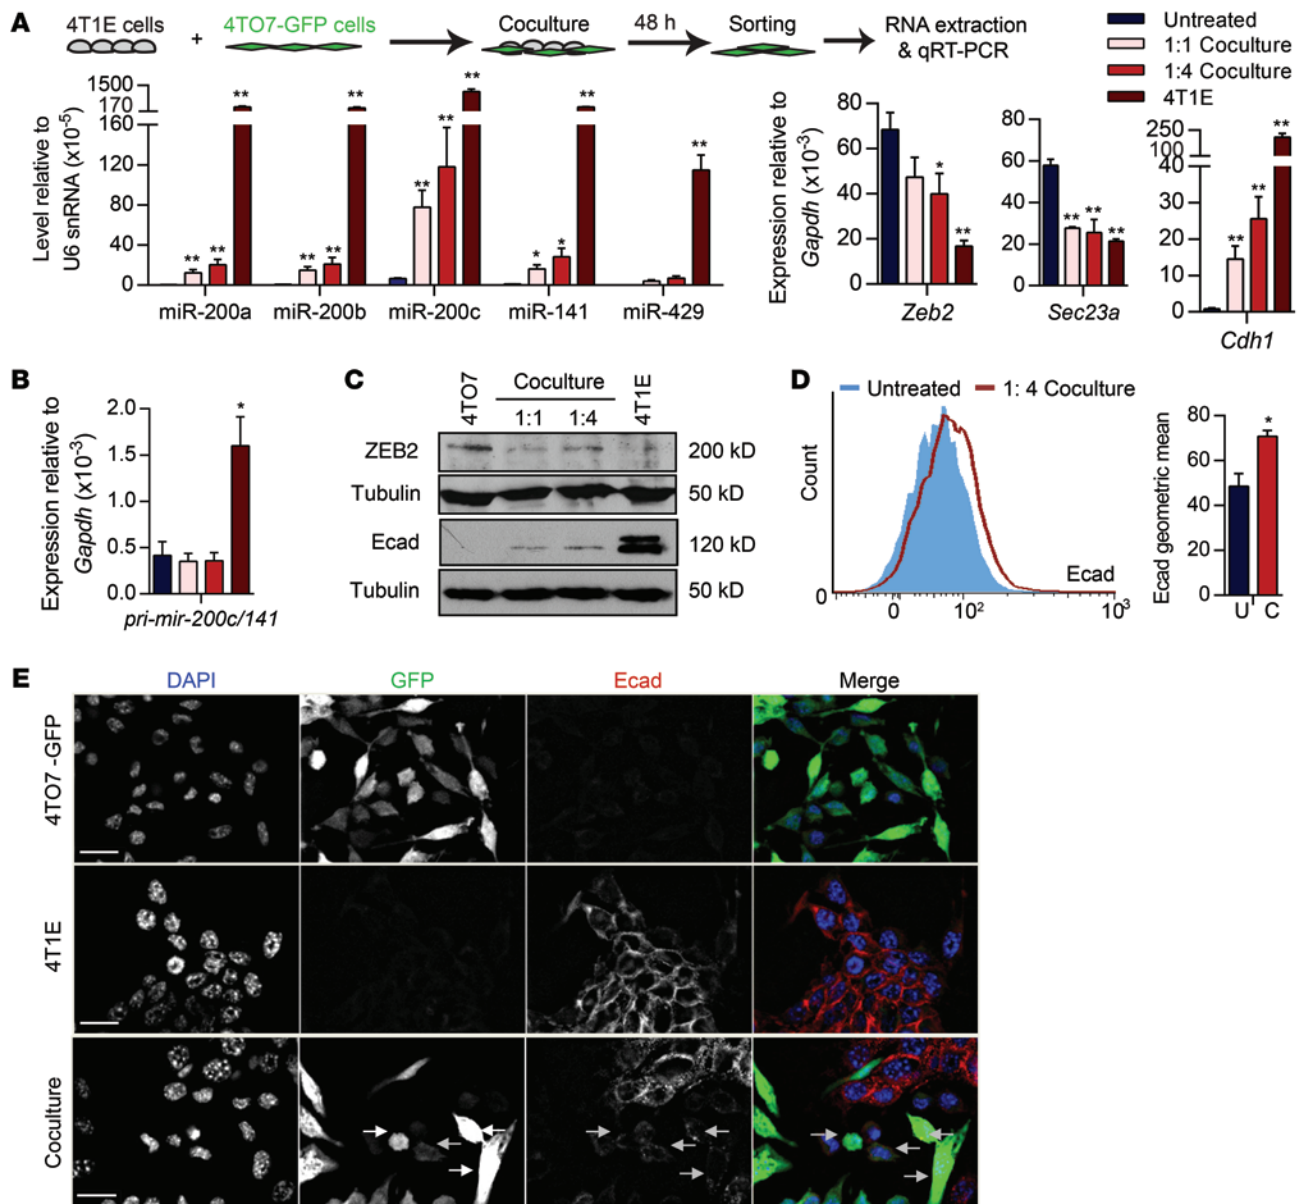 A
4T1E cells
+
4TO7-GFP cells
Coculture
48 h
Sorting
RNA extraction
& qRT-PCR
Untreated
1:1 Coculture
1:4 Coculture
4T1E
Level relative to
U6 snRNA (x10-5)
1500
170
160
120
80
40
0
** ** **
** ** **
** ** **
* * **
**
miR-200a miR-200b miR-200c miR-141 miR-429
Expression relative to
Gapdh (x10-3)
80
60
40
20
0
* **
Zeb2
80
60
40
20
0
** ** **
Sec23a
250
100
40
30
20
10
0
** ** **
Cdh1
B
Expression relative to
Gapdh (x10-3)
2.0
1.5
1.0
0.5
0.0
*
pri-mir-200c/141
C
4TO7
Coculture
1:1 1:4
4T1E
ZEB2 200 kD
Tubulin 50 kD
Ecad 120 kD
Tubulin 50 kD
D
Untreated 1: 4 Coculture
Count
0
Ecad
0 10² 10³
Ecad geometric mean
80
60
40
20
0
*
U C
E
DAPI GFP Ecad Merge
4TO7 -GFP
4T1E
Coculture